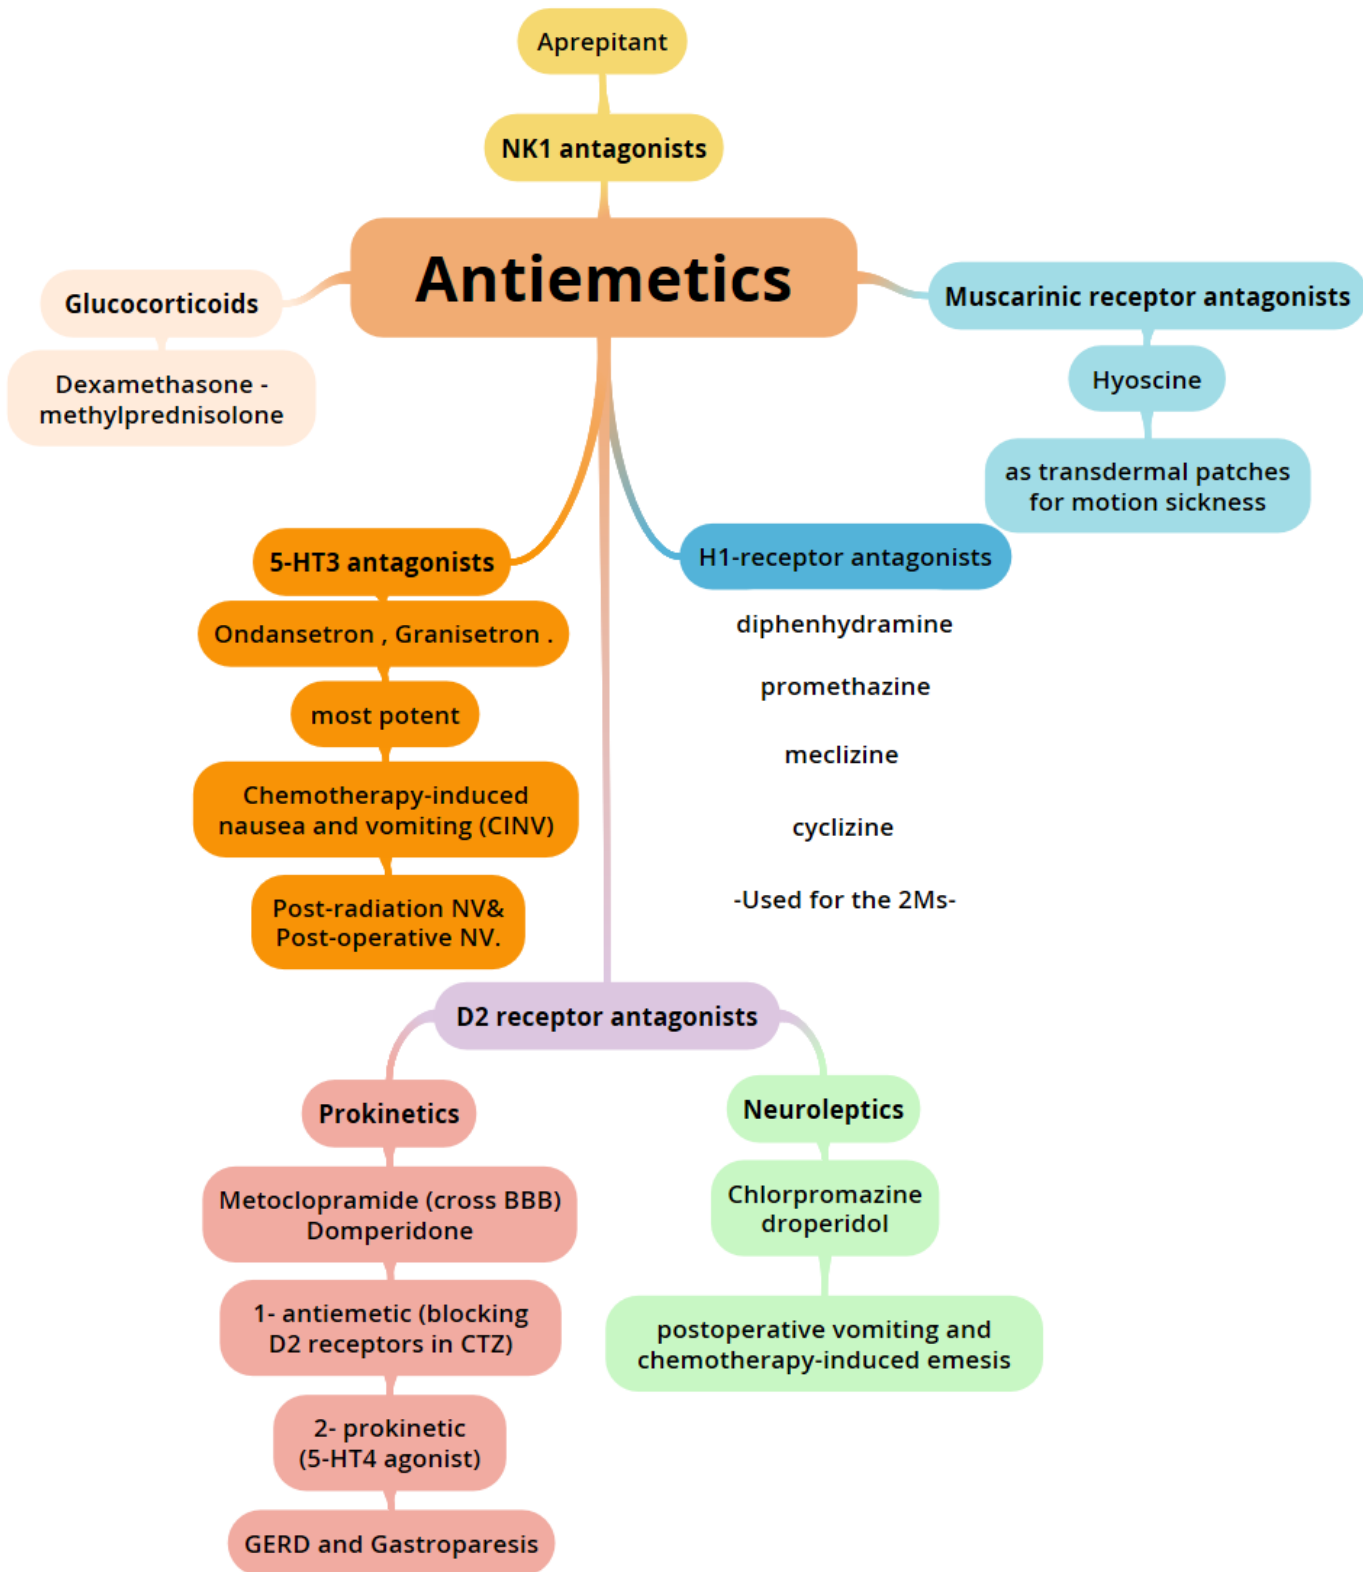 Aprepitant
NK1 antagonists
Antiemetics
Glucocorticoids
Dexamethasone -
methylprednisolone
Muscarinic receptor antagonists
Hyoscine
as transdermal patches
for motion sickness
5-HT3 antagonists
Ondansetron , Granisetron .
most potent
Chemotherapy-induced
nausea and vomiting (CINV)
Post-radiation NV&
Post-operative NV.
H1-receptor antagonists
diphenhydramine
promethazine
meclizine
cyclizine
-Used for the 2Ms-
D2 receptor antagonists
Prokinetics
Metoclopramide (cross BBB)
Domperidone
1- antiemetic (blocking
D2 receptors in CTZ)
2- prokinetic
(5-HT4 agonist)
GERD and Gastroparesis
Neuroleptics
Chlorpromazine
droperidol
postoperative vomiting and
chemotherapy-induced emesis